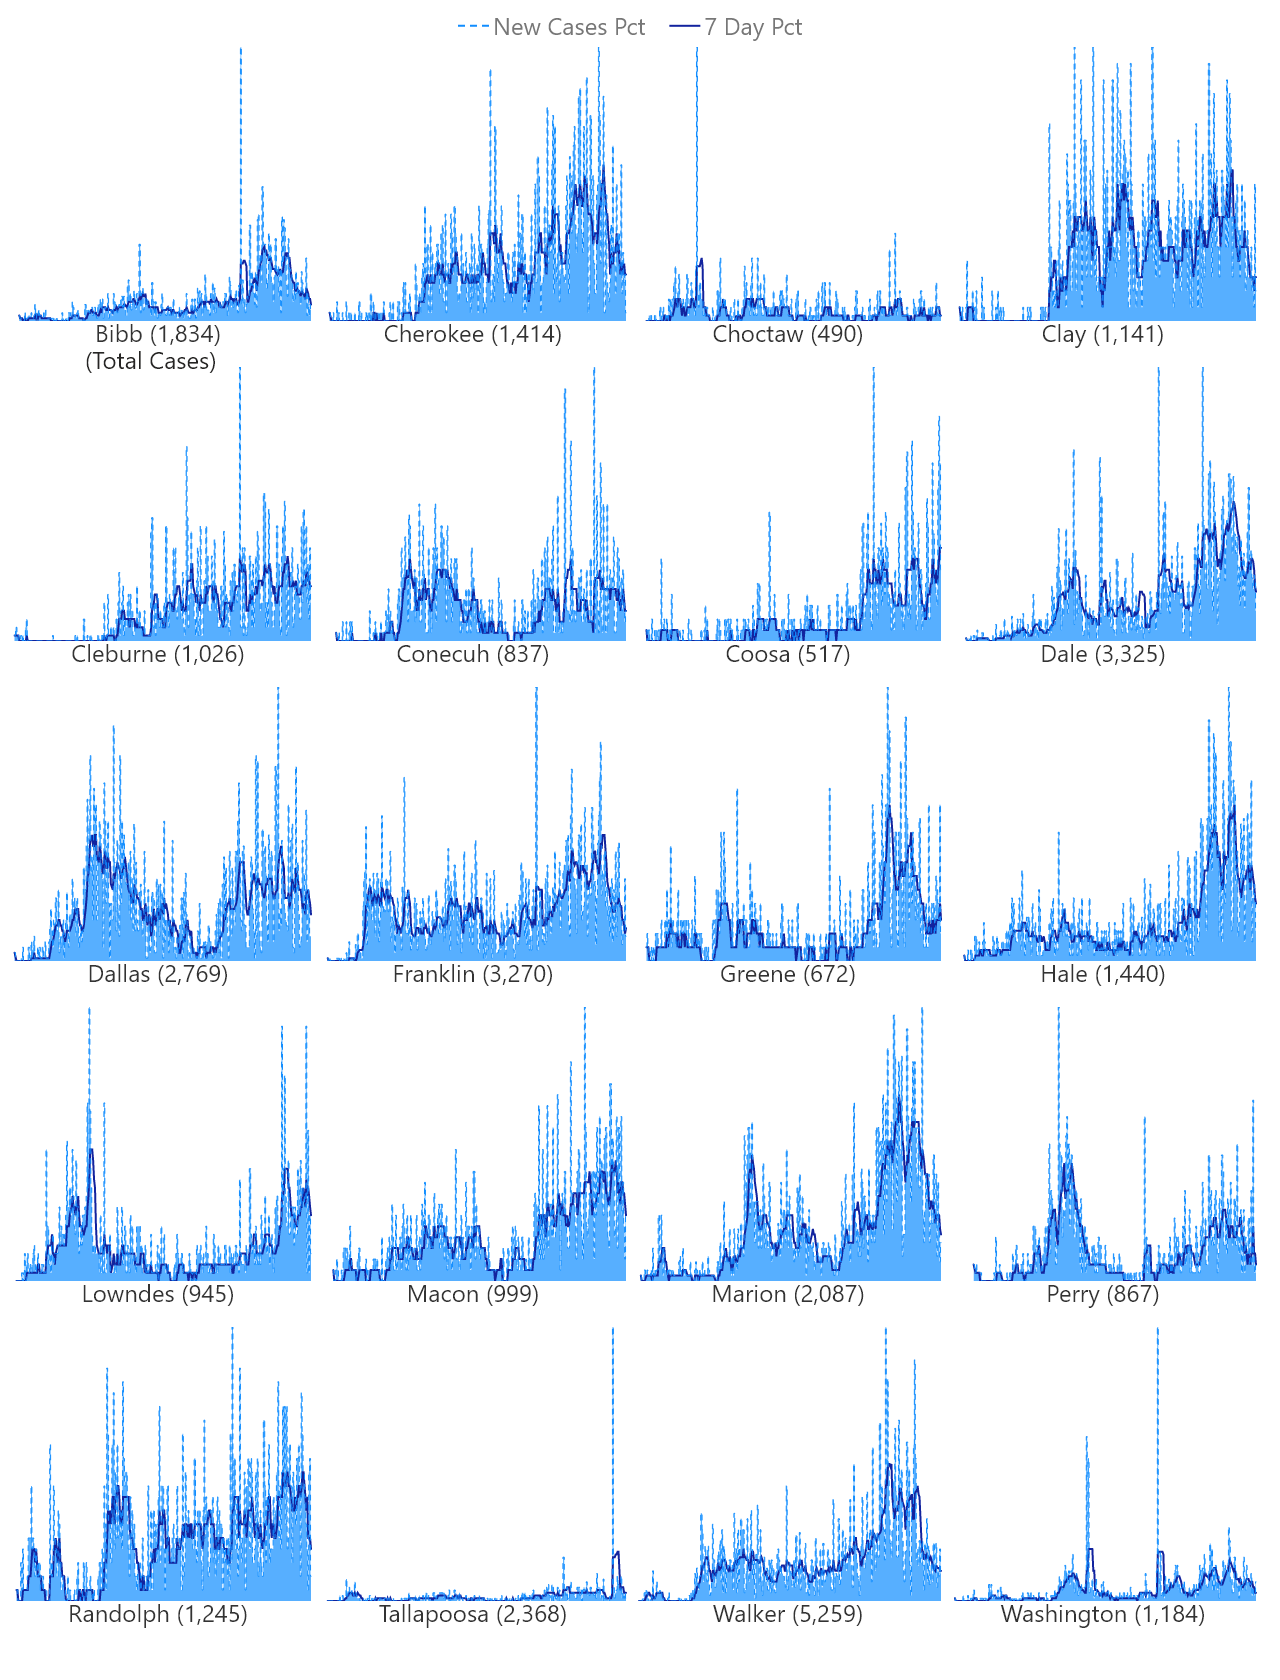 New Cases Pct 7 Day Pct
Bibb (1,834) Cherokee (1,414) Choctaw (490) Clay (1,141)
(Total Cases)
Cleburne (1,026) Conecuh (837) Coosa (517) Dale (3,325)
Dallas (2,769) Franklin (3,270) Greene (672) Hale (1,440)
Lowndes (945) Macon (999) Marion (2,087) Perry (867)
Randolph (1,245) Tallapoosa (2,368) Walker (5,259) Washington (1,184)